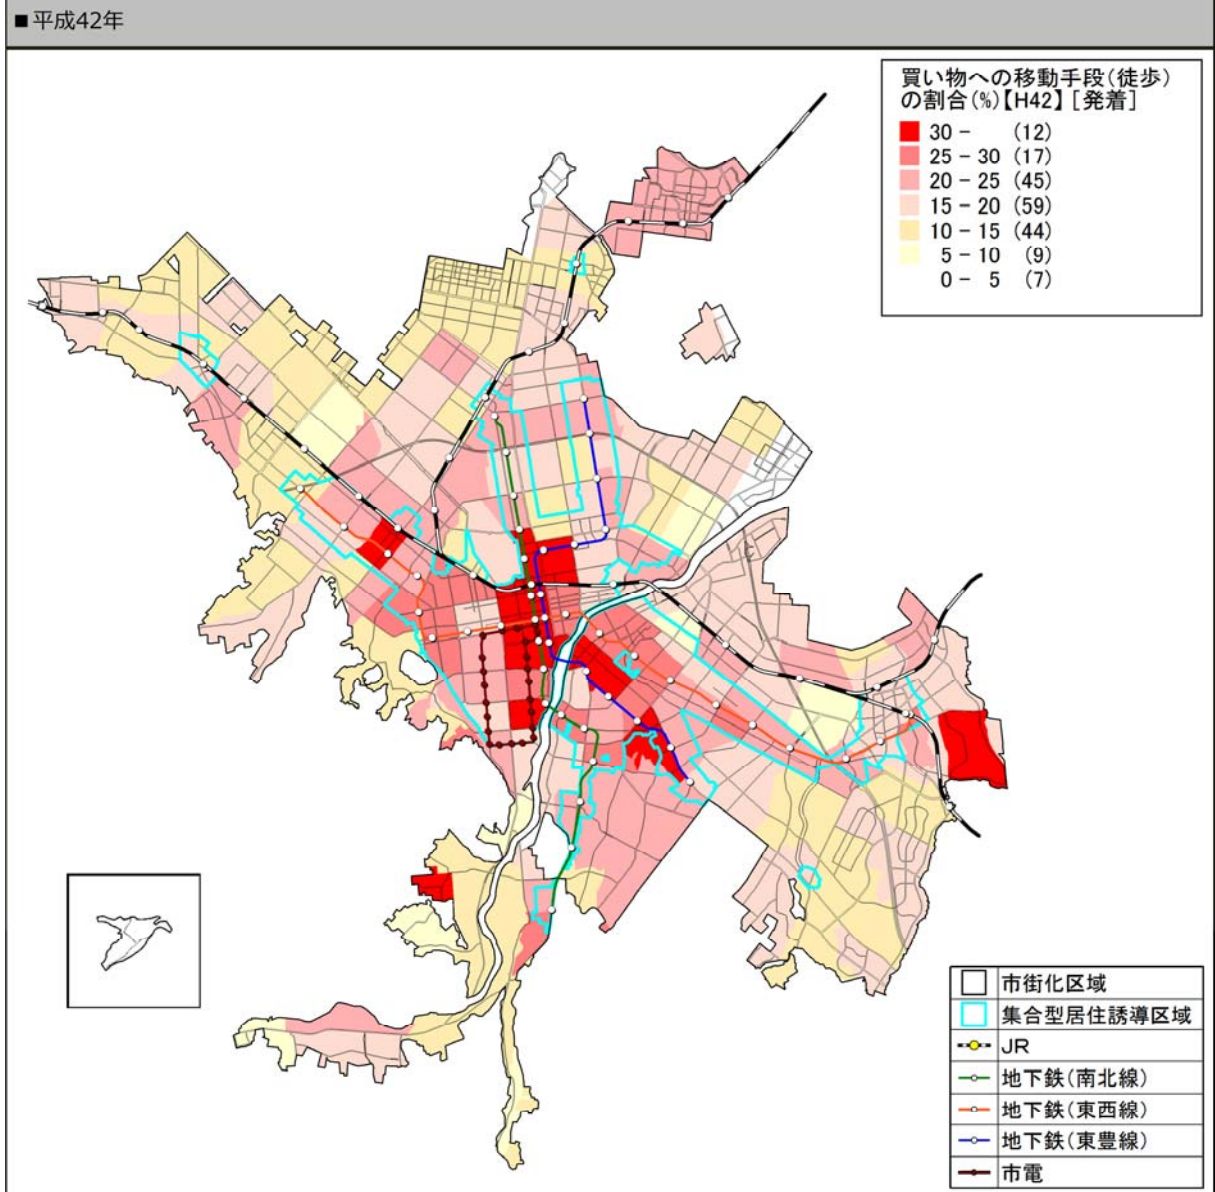 ■平成42年
買い物への移動手段(徒歩)
の割合(%)【H42】[発着]
30 - (12)
25 - 30 (17)
20 - 25 (45)
15 - 20 (59)
10 - 15 (44)
5 - 10 (9)
0 - 5 (7)
市街化区域
集合型居住誘導区域
JR
地下鉄(南北線)
地下鉄(東西線)
地下鉄(東豊線)
市電